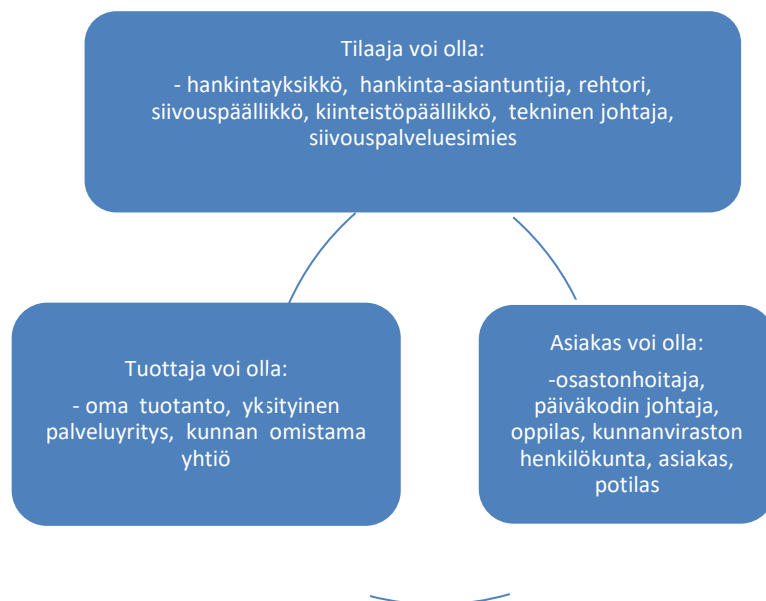 Tilaaja voi olla:
- hankintayksikkö, hankinta-asiantuntija, rehtori,
siivouspäällikkö, kiinteistöpäällikkö, tekninen johtaja,
siivouspalveluesimies
Tuottaja voi olla:
- oma tuotanto, yksityinen
palveluyritys, kunnan omistama
yhtiö
Asiakas voi olla:
-osastonhoitaja,
päiväkodin johtaja,
oppilas, kunnanviraston
henkilökunta, asiakas,
potilas